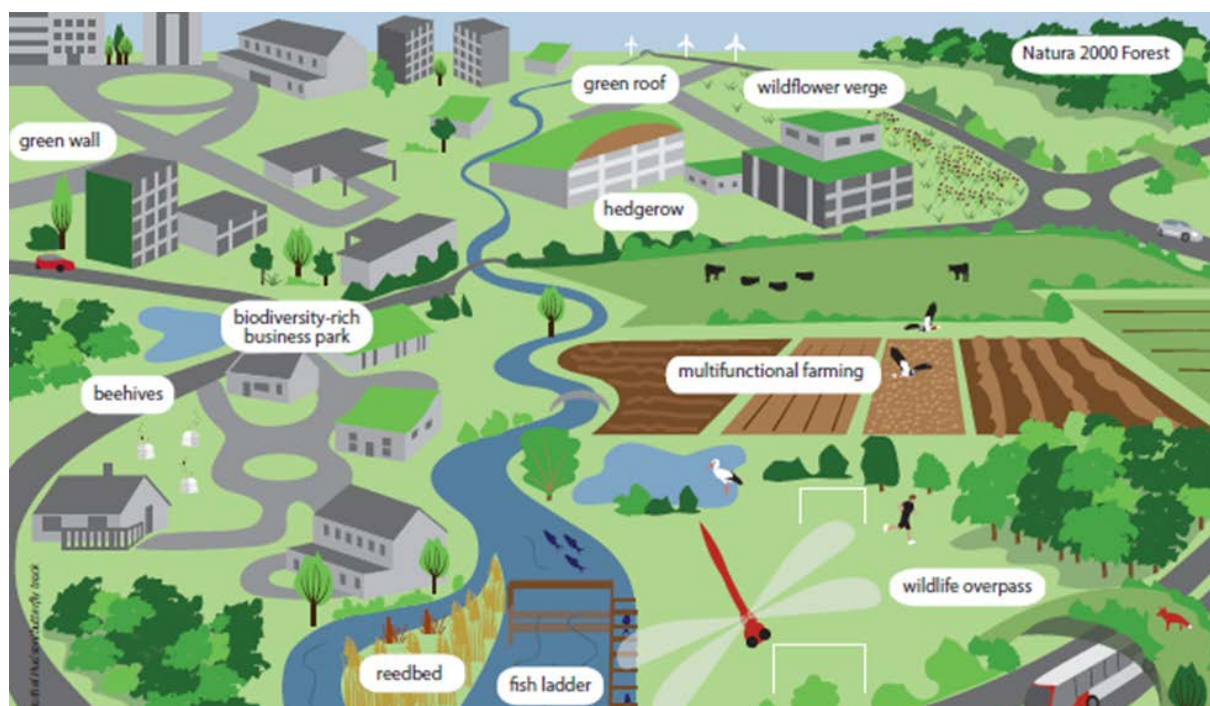 Natura 2000 Forest
green roof
wildflower verge
green wall
hedgerow
biodiversity-rich
business park
multifunctional farming
beehives
wildlife overpass
reedbed
fish ladder